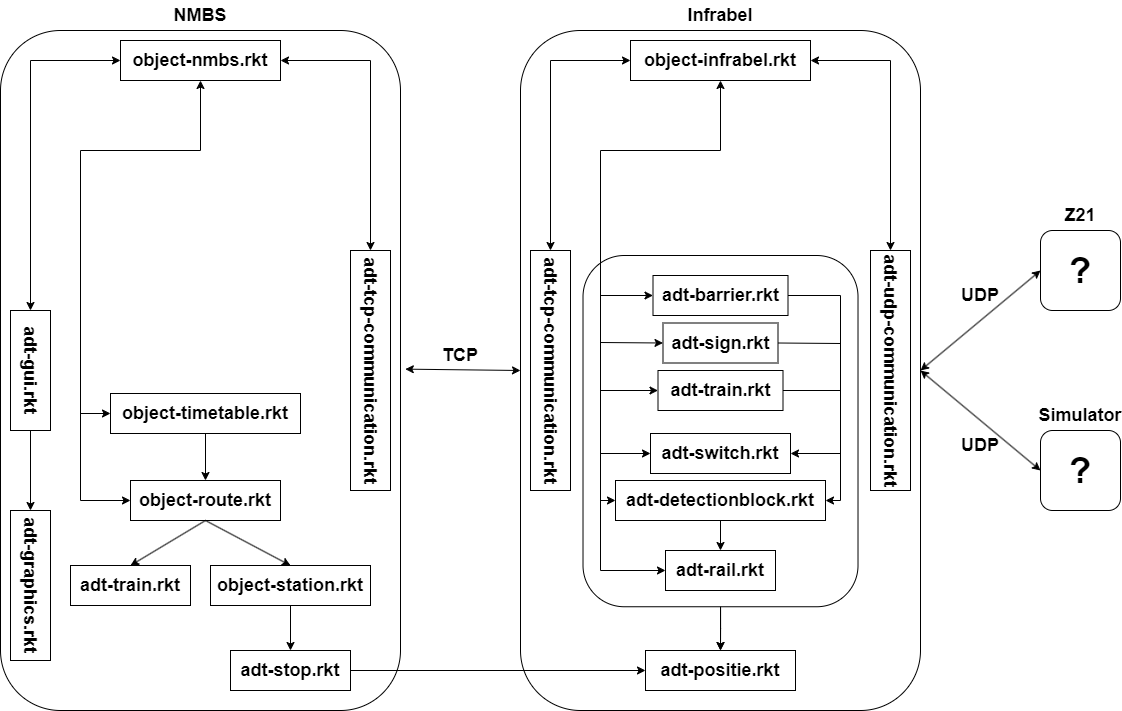 NMBS
object-nmbs.rkt
adt-gui.rkt
adt-graphics.rkt
adt-tcp-communication.rkt
object-timetable.rkt
object-route.rkt
adt-train.rkt
object-station.rkt
adt-stop.rkt
TCP
Infrabel
object-infrabel.rkt
adt-tcp-communication.rkt
adt-barrier.rkt
adt-sign.rkt
adt-train.rkt
adt-switch.rkt
adt-detectionblock.rkt
adt-rail.rkt
adt-positie.rkt
adt-udp-communication.rkt
UDP
UDP
Z21
?
Simulator
?